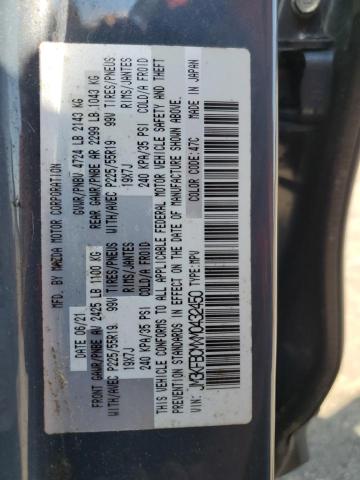 MFD. BY MAZDA MOTOR CORPORATION
DATE 06/21 GVWR/PNBV 4724 LB 2143 KG
FRONT GAWR/PNBE AV 2425 LB 1100 KG REAR GAWR/PNBE AR 2299 LB 1043 KG
WITH/AVEC P225/55R19 99V TIRES/PNEUS WITH/AVEC P225/55R19 99V TIRES/PNEUS
19X7J RIMS/JANTES 19X7J RIMS/JANTES
240 KPA/35 PSI COLD/A FROID 240 KPA/35 PSI COLD/A FROID
THIS VEHICLE CONFORMS TO ALL APPLICABLE FEDERAL MOTOR VEHICLE SAFETY AND
THEFT PREVENTION STANDARDS IN EFFECT ON THE DATE OF MANUFACTURE SHOWN
ABOVE.
TYPE:MPV COLOR CODE:47C MADE IN JAPAN